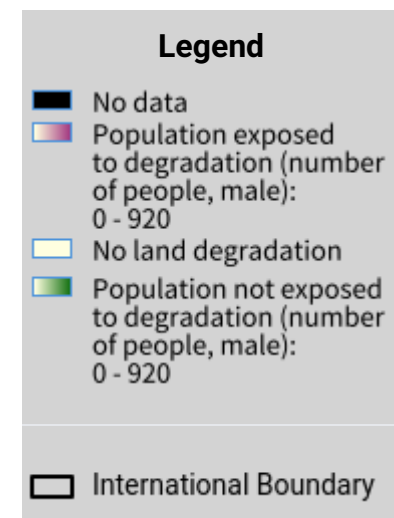 Legend
No data
Population exposed
to degradation (number
of people, male):
0 - 920
No land degradation
Population not exposed
to degradation (number
of people, male):
0 - 920
International Boundary